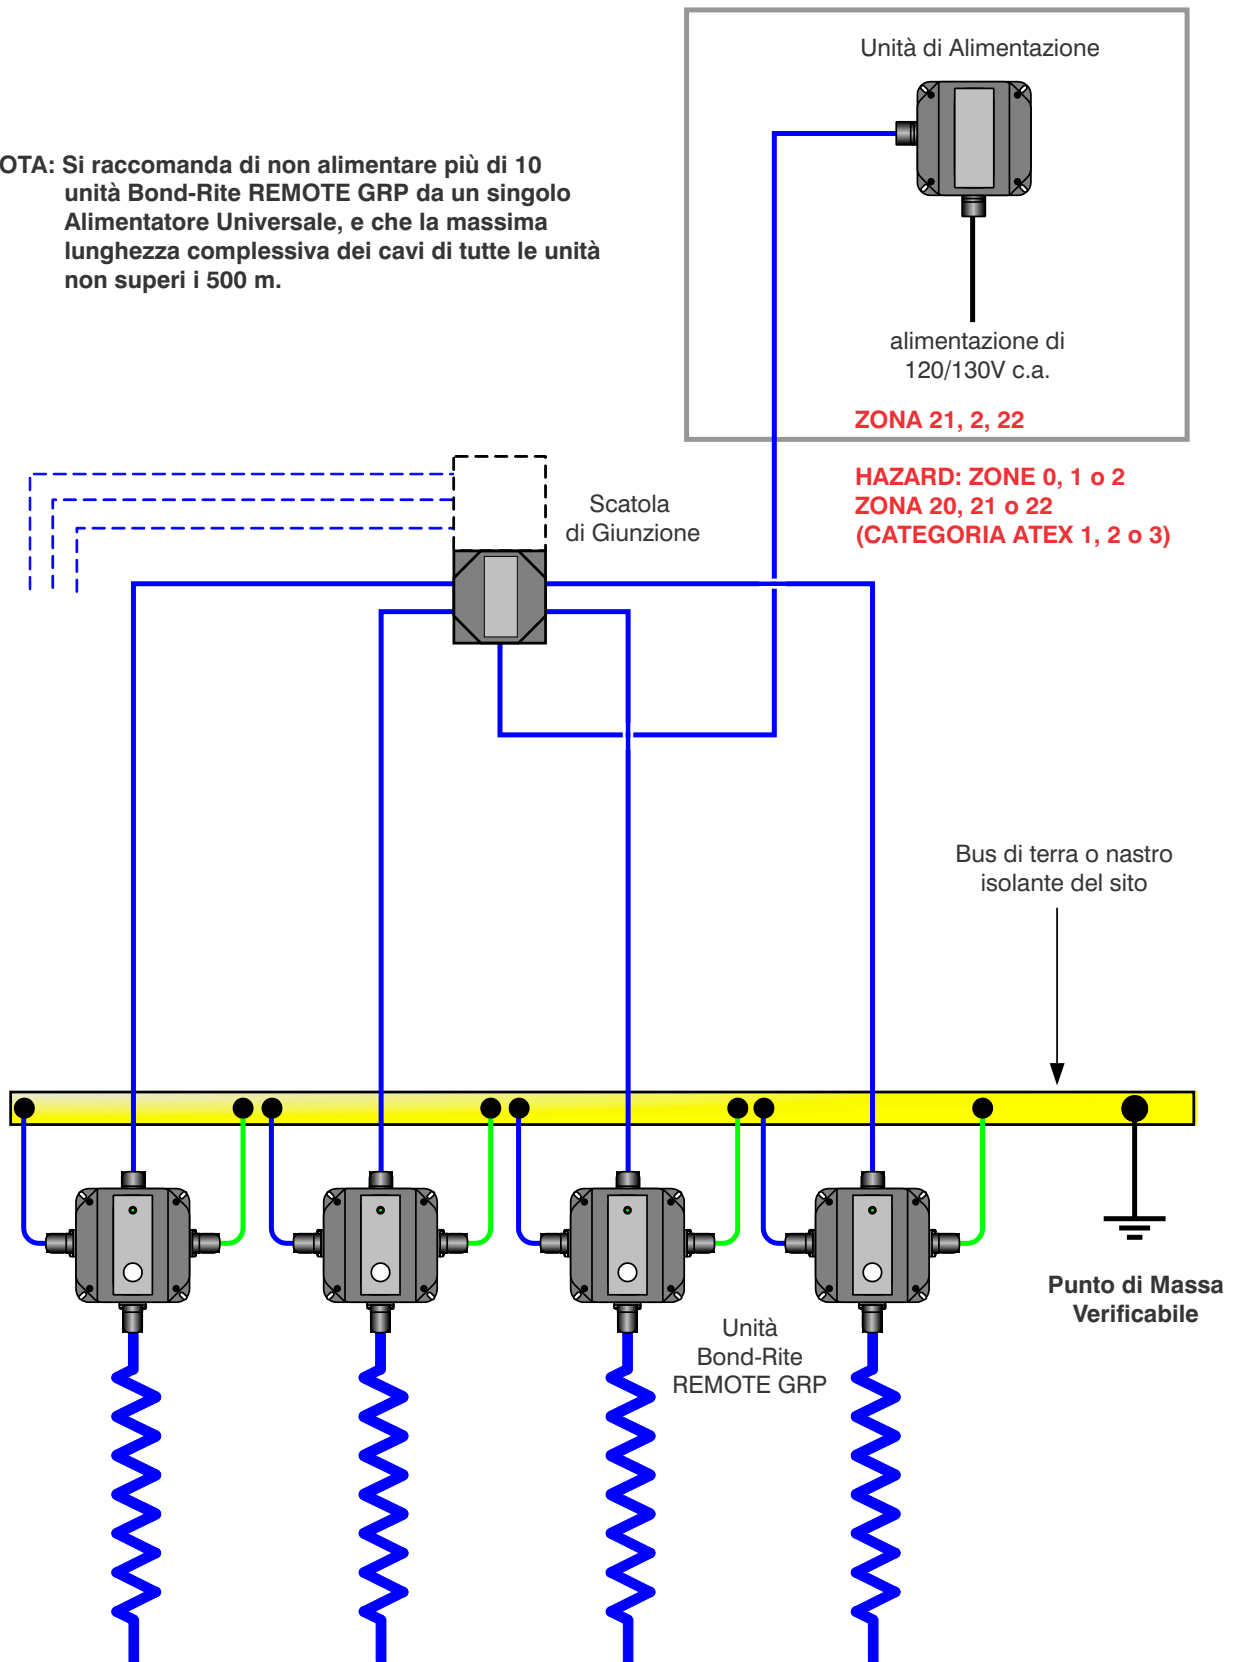 Unità di Alimentazione
OTA: Si raccomanda di non alimentare più di 10
unità Bond-Rite REMOTE GRP da un singolo
Alimentatore Universale, e che la massima
lunghezza complessiva dei cavi di tutte le unità
non superi i 500 m.
alimentazione di
120/130V c.a.
ZONA 21, 2, 22
HAZARD: ZONE 0, 1 o 2
ZONA 20, 21 o 22
(CATEGORIA ATEX 1, 2 o 3)
Scatola
di Giunzione
Bus di terra o nastro
isolante del sito
Punto di Massa
Verificabile
Unità
Bond-Rite
REMOTE GRP